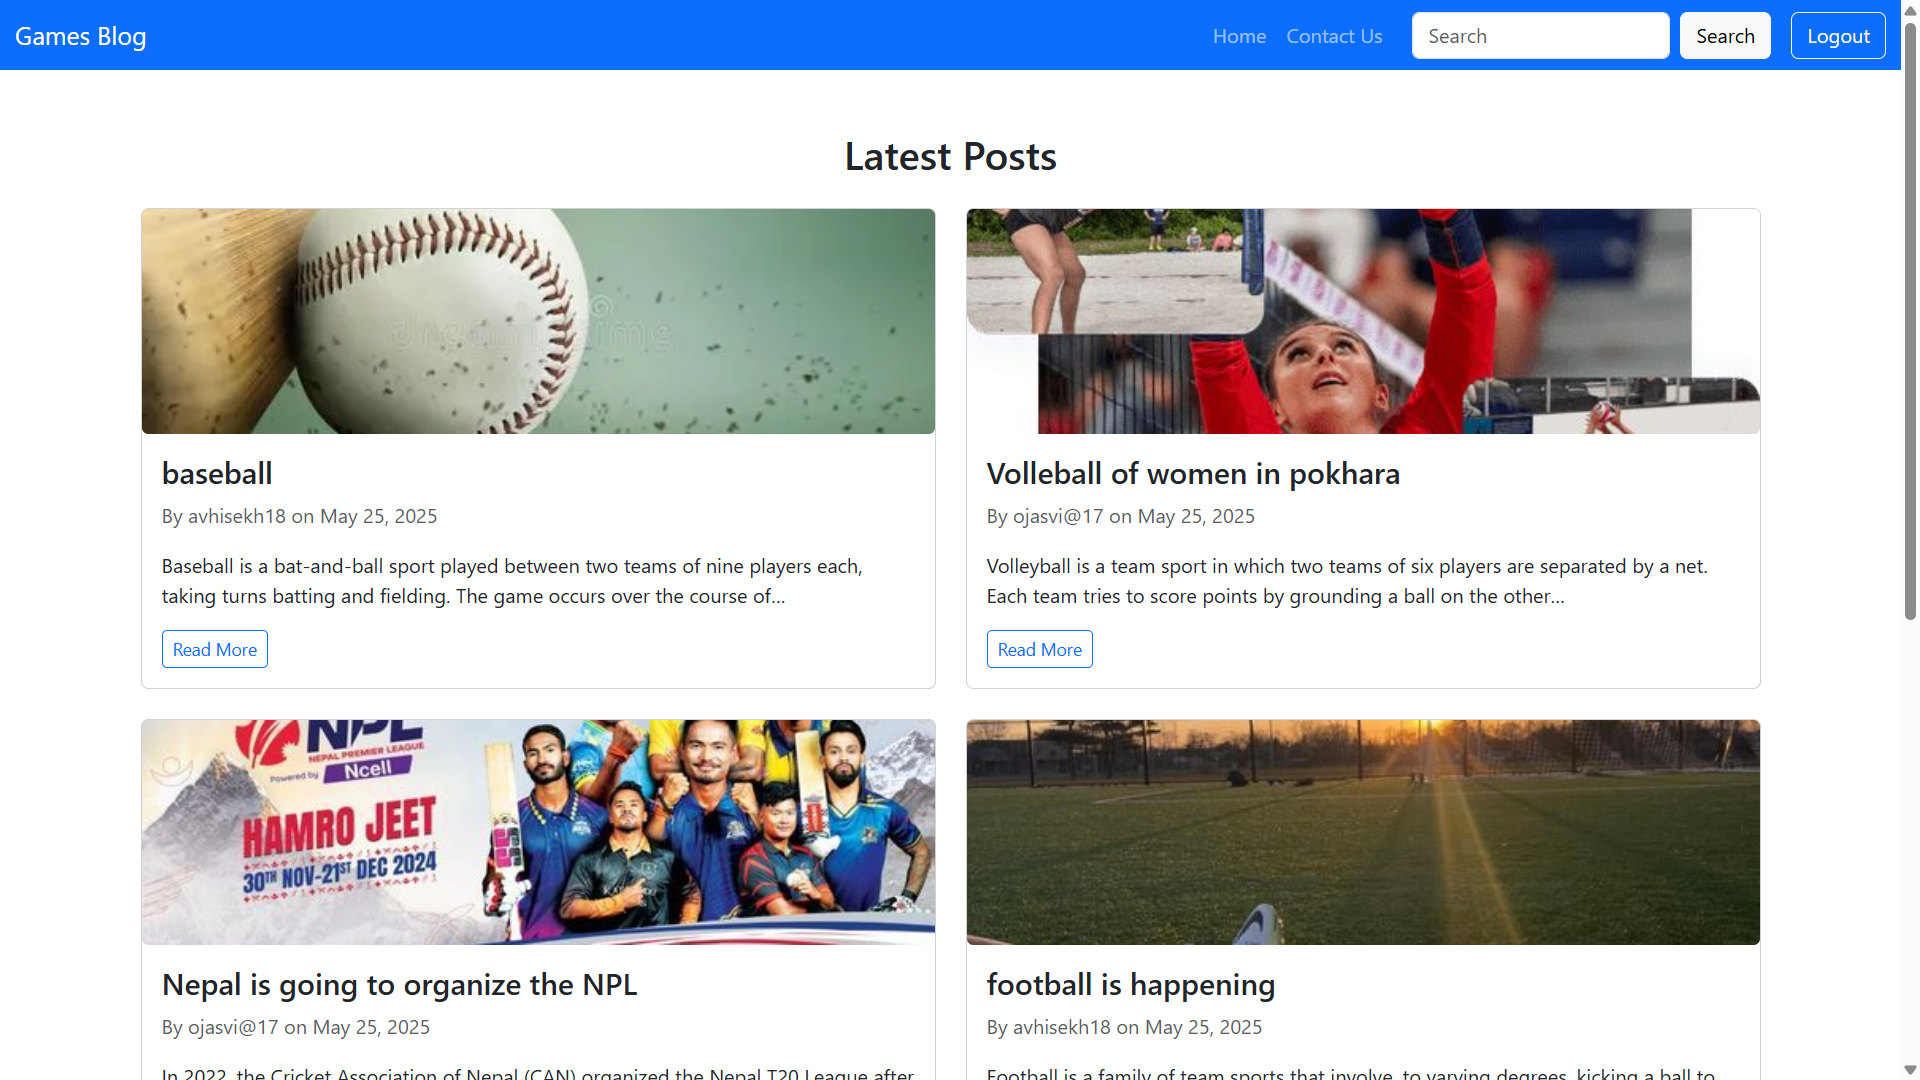 Games Blog
Home
Contact Us
Search
Search
Logout
Latest Posts
dreamstime
baseball
By avhisekh18 on May 25, 2025
Baseball is a bat-and-ball sport played between two teams of nine players each,
taking turns batting and fielding. The game occurs over the course of...
Read More
Volleball of women in pokhara
By ojasvi@17 on May 25, 2025
Volleyball is a team sport in which two teams of six players are separated by a net.
Each team tries to score points by grounding a ball on the other...
Read More
NPL
NEPAL PREMIER LEAGUE
Powered by
Ncell
HAMRO JEET
30TH NOV-21ST DEC 2024
Nepal is going to organize the NPL
By ojasvi@17 on May 25, 2025
In 2022, the Cricket Association of Nepal (CAN) organized the Nepal T20 League after
football is happening
By avhisekh18 on May 25, 2025
Football is a family of team sports that involve, to varying degrees, kicking a ball to